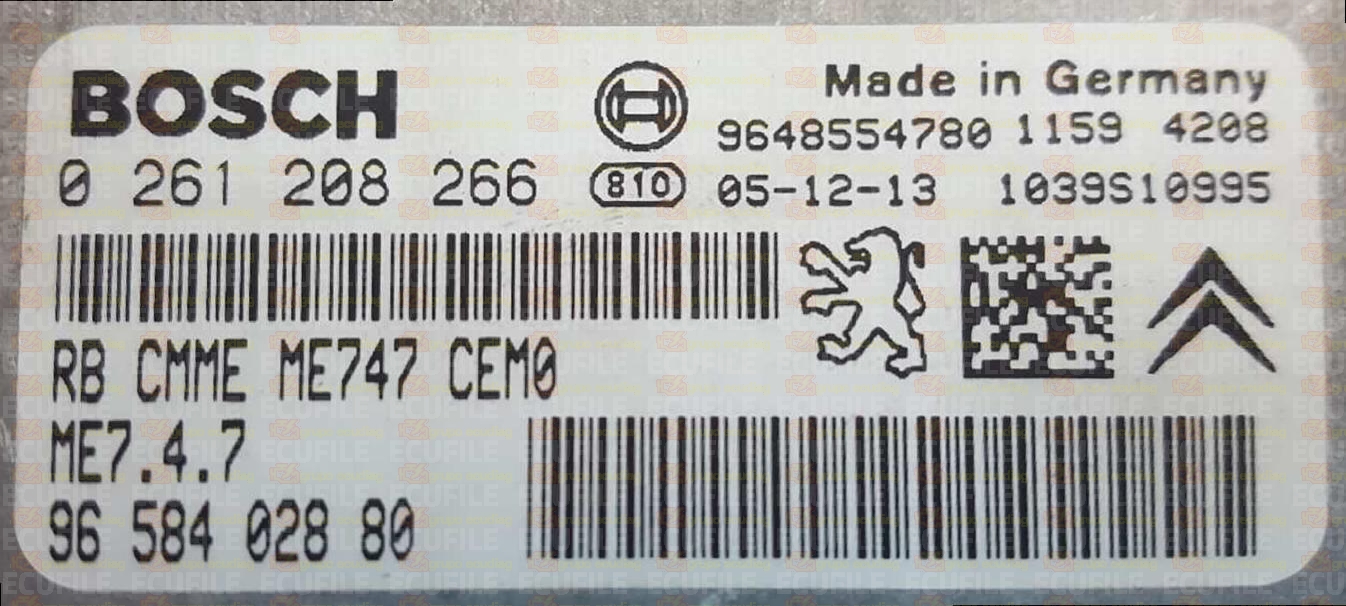 BOSCH
Made in Germany
9648554780 1159 4208
0 261 208 266 810 05-12-13 1039S10995
RB CMME ME747 CEM0
ME7.4.7
96 584 028 80
ECUFILE